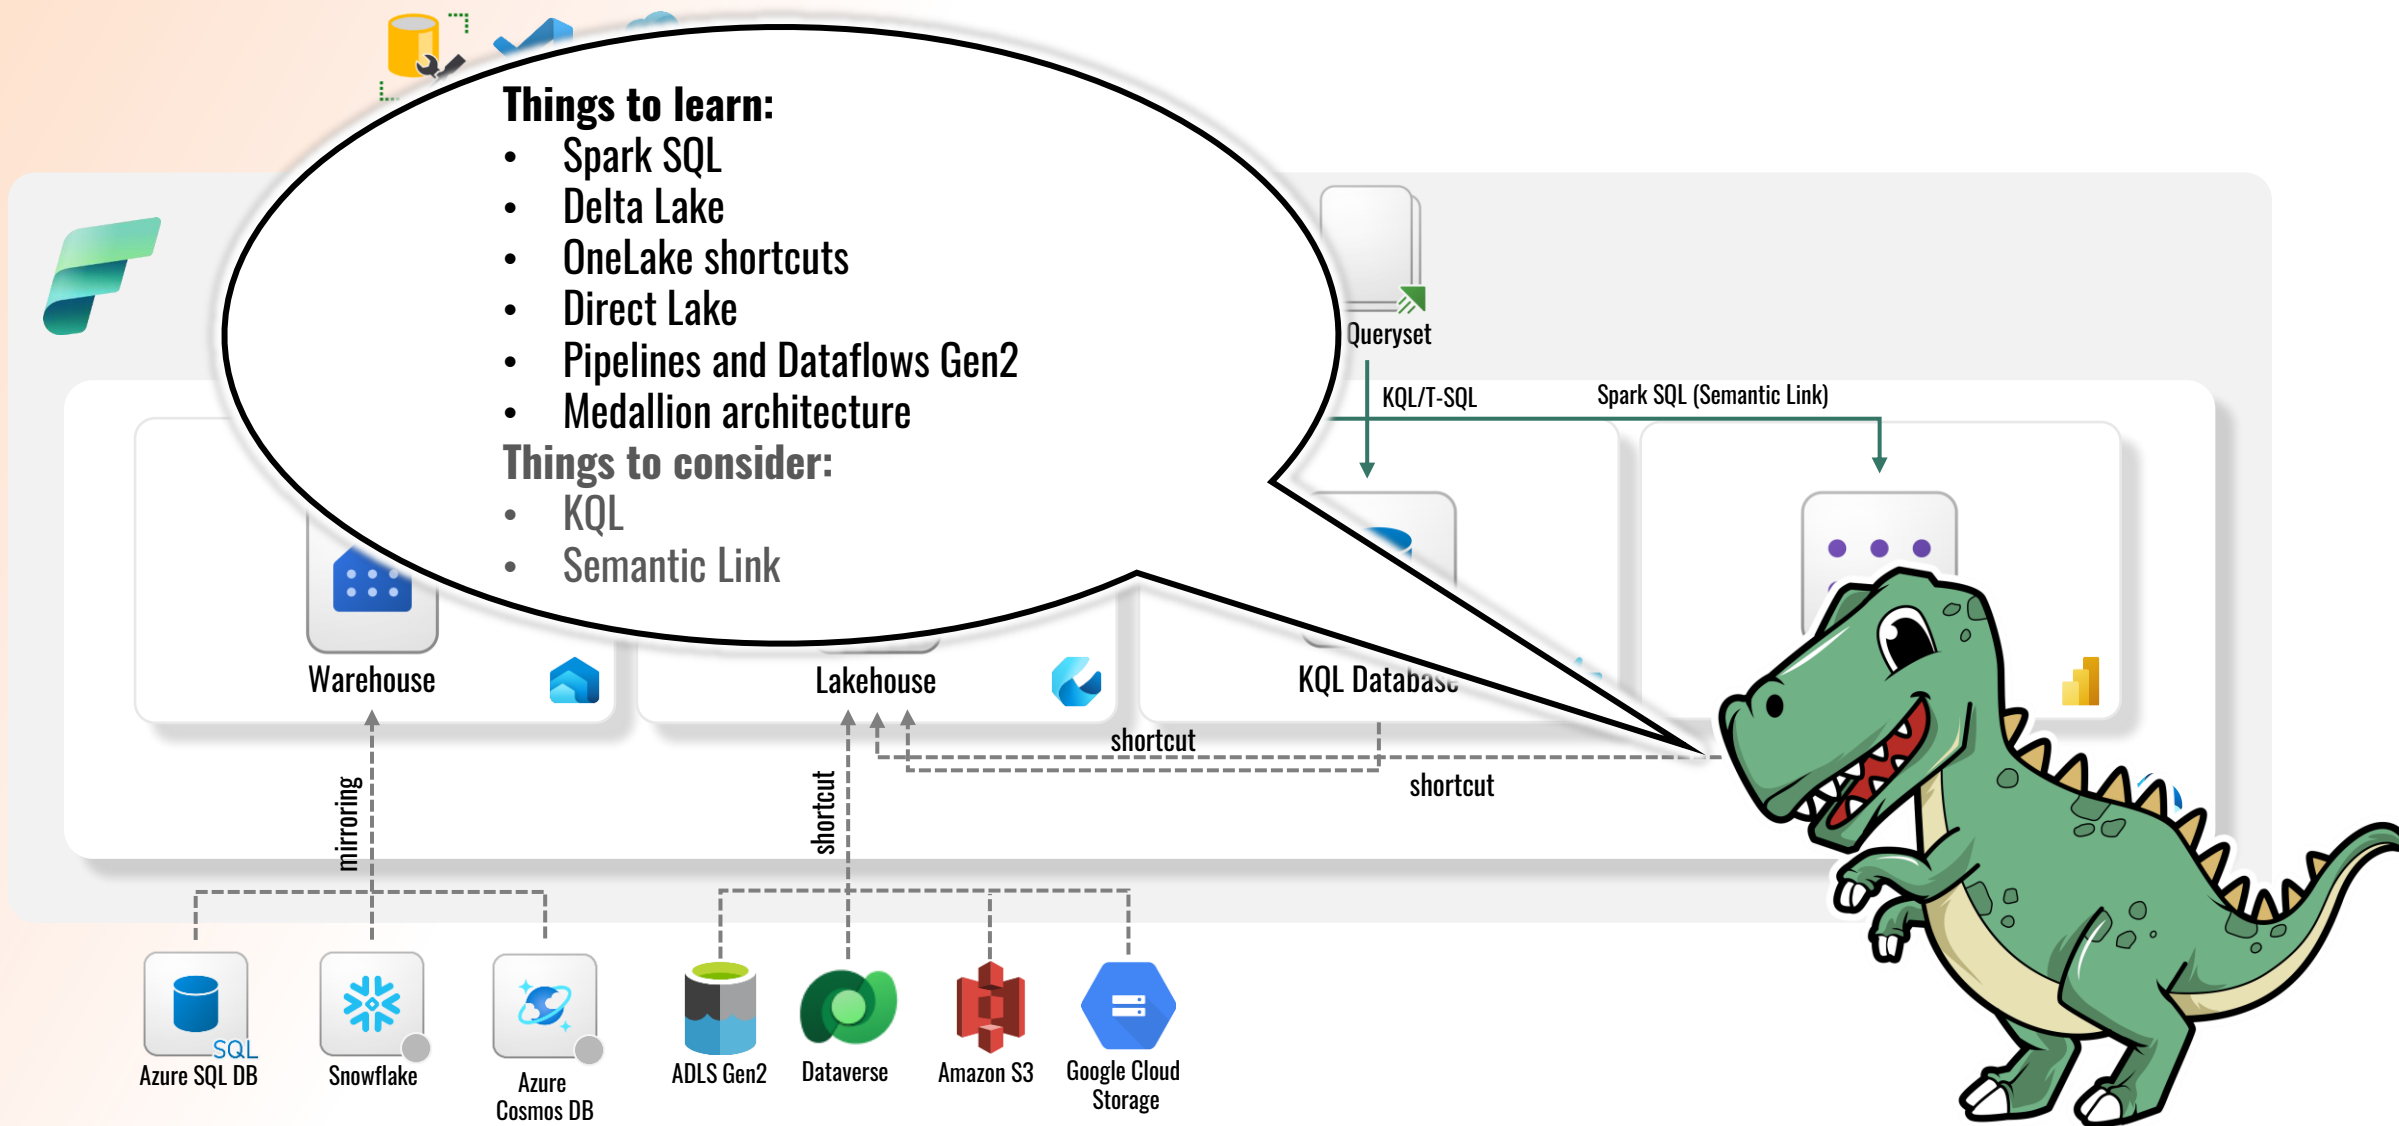 Things to learn:
• Spark SQL
• Delta Lake
• OneLake shortcuts
• Direct Lake
• Pipelines and Dataflows Gen2
• Medallion architecture
Things to consider:
• KQL
• Semantic Link
Queryset
KQL/T-SQL
Spark SQL (Semantic Link)
Warehouse
Lakehouse
KQL Database
mirroring
shortcut
shortcut
shortcut
SQL
Azure SQL DB
Snowflake
Azure
Cosmos DB
ADLS Gen2
Dataverse
Amazon S3
Google Cloud
Storage